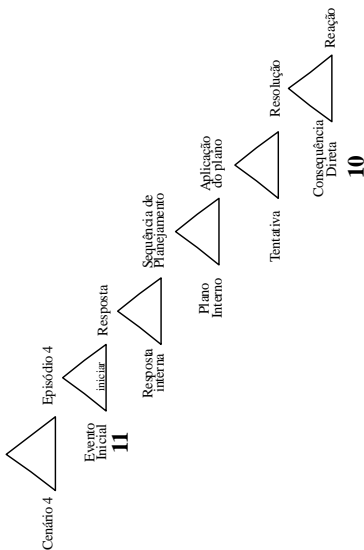 Cenário 4
Episódio 4
iniciar
Evento
Inicial
11
Resposta
Resposta
interna
Sequência de
Planejamento
Plano
Interno
Aplicação
do plano
Tentativa
Resolução
Consequência
Direta
10
Reação